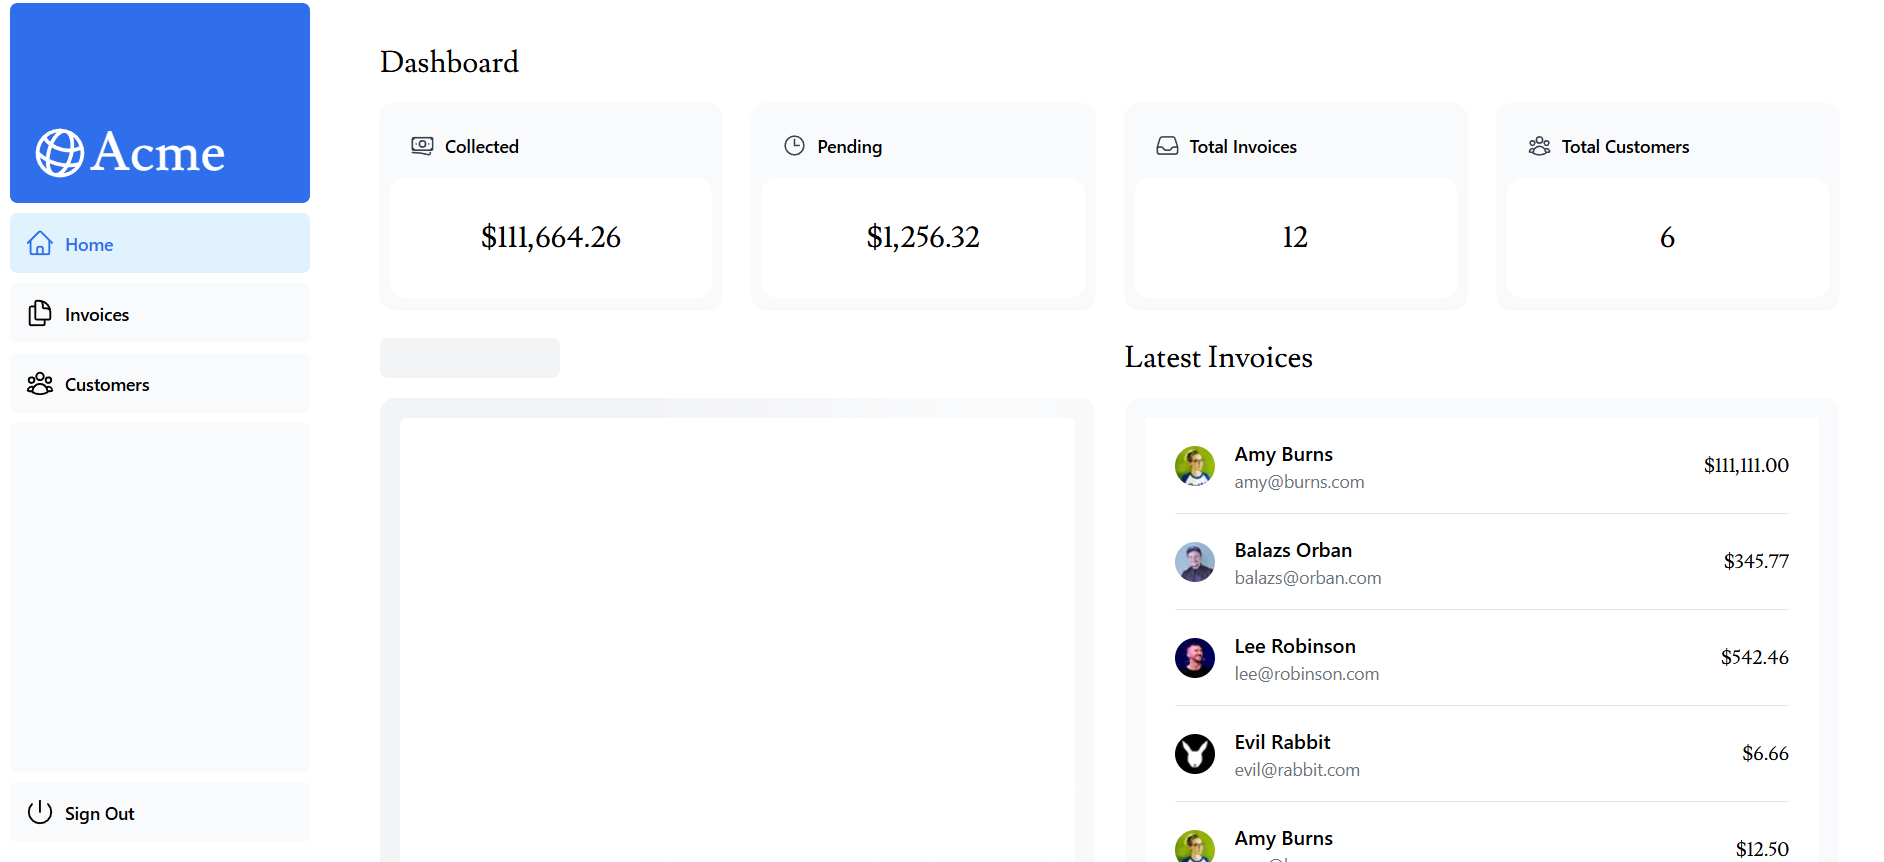 Acme
Home
Invoices
Customers
Sign Out
Dashboard
Collected
$111,664.26
Pending
$1,256.32
Total Invoices
12
Total Customers
6
Latest Invoices
Amy Burns
amy@burns.com
$111,111.00
Balazs Orban
balazs@orban.com
$345.77
Lee Robinson
lee@robinson.com
$542.46
Evil Rabbit
evil@rabbit.com
$6.66
Amy Burns
$12.50